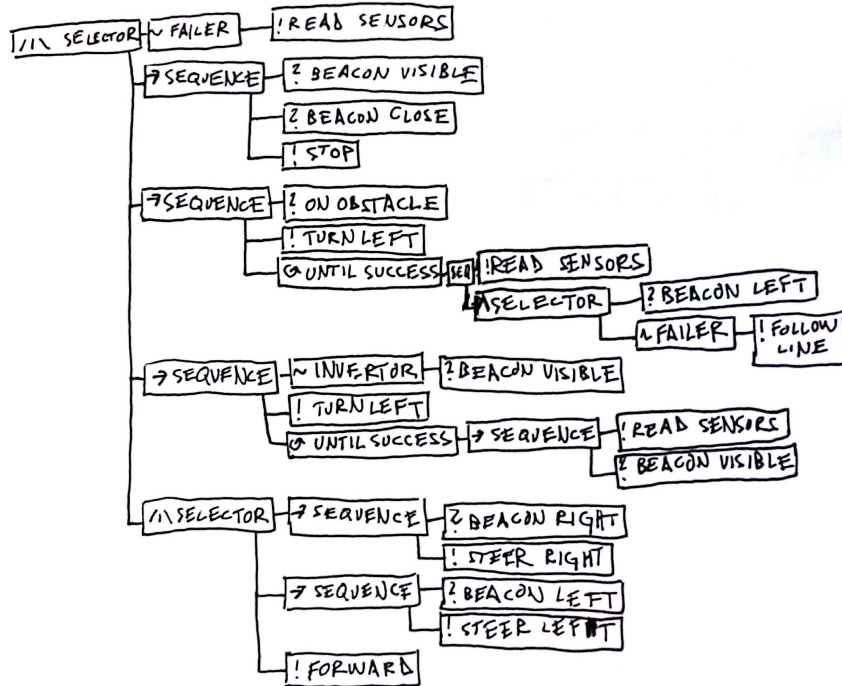 /|\ SELECTOR ~ FAILER ! READ SENSORS
→ SEQUENCE ? BEACON VISIBLE
? BEACON CLOSE
! STOP
→ SEQUENCE ? ON OBSTACLE
! TURN LEFT
↺ UNTIL SUCCESS SEQ ! READ SENSORS
/|\ SELECTOR ? BEACON LEFT
~ FAILER ! FOLLOW
LINE
→ SEQUENCE ~ INVERTOR ? BEACON VISIBLE
! TURN LEFT
↺ UNTIL SUCCESS → SEQUENCE ! READ SENSORS
? BEACON VISIBLE
/|\ SELECTOR → SEQUENCE ? BEACON RIGHT
! STEER RIGHT
→ SEQUENCE ? BEACON LEFT
! STEER LEFT
! FORWARD